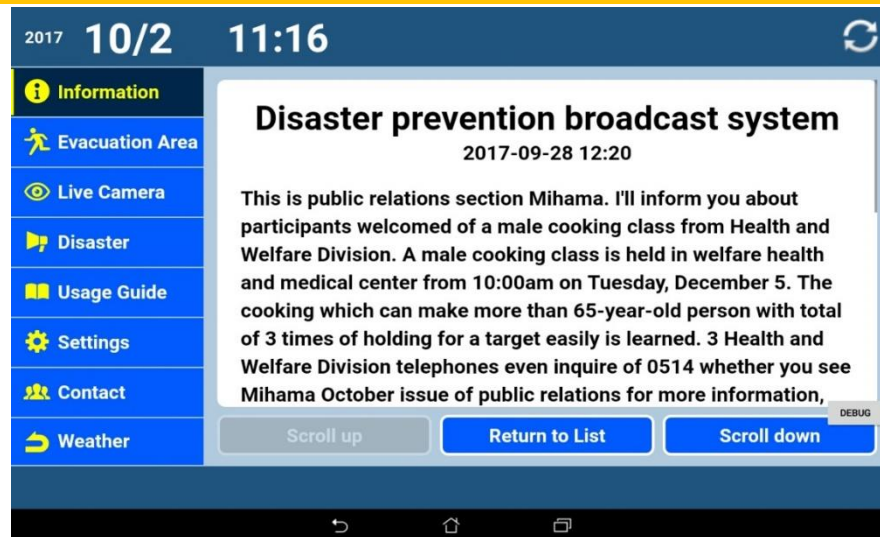 2017 10/2 11:16
Information
Evacuation Area
Live Camera
Disaster
Usage Guide
Settings
Contact
Weather
Disaster prevention broadcast system
2017-09-28 12:20
This is public relations section Mihama. I'll inform you about
participants welcomed of a male cooking class from Health and
Welfare Division. A male cooking class is held in welfare health
and medical center from 10:00am on Tuesday, December 5. The
cooking which can make more than 65-year-old person with total
of 3 times of holding for a target easily is learned. 3 Health and
Welfare Division telephones even inquire of 0514 whether you see
Mihama October issue of public relations for more information,
DEBUG
Scroll up
Return to List
Scroll down